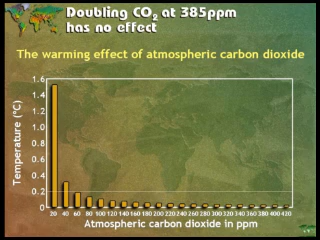 Doubling CO₂ at 385ppm
has no effect
The warming effect of atmospheric carbon dioxide
Temperature (°C)
1.6
1.4
1.2
1.0
0.8
0.6
0.4
0.2
0
20 40 60 80 100 120 140 160 180 200 220 240 260 280 300 320 340 360 380 400 420
Atmospheric carbon dioxide in ppm